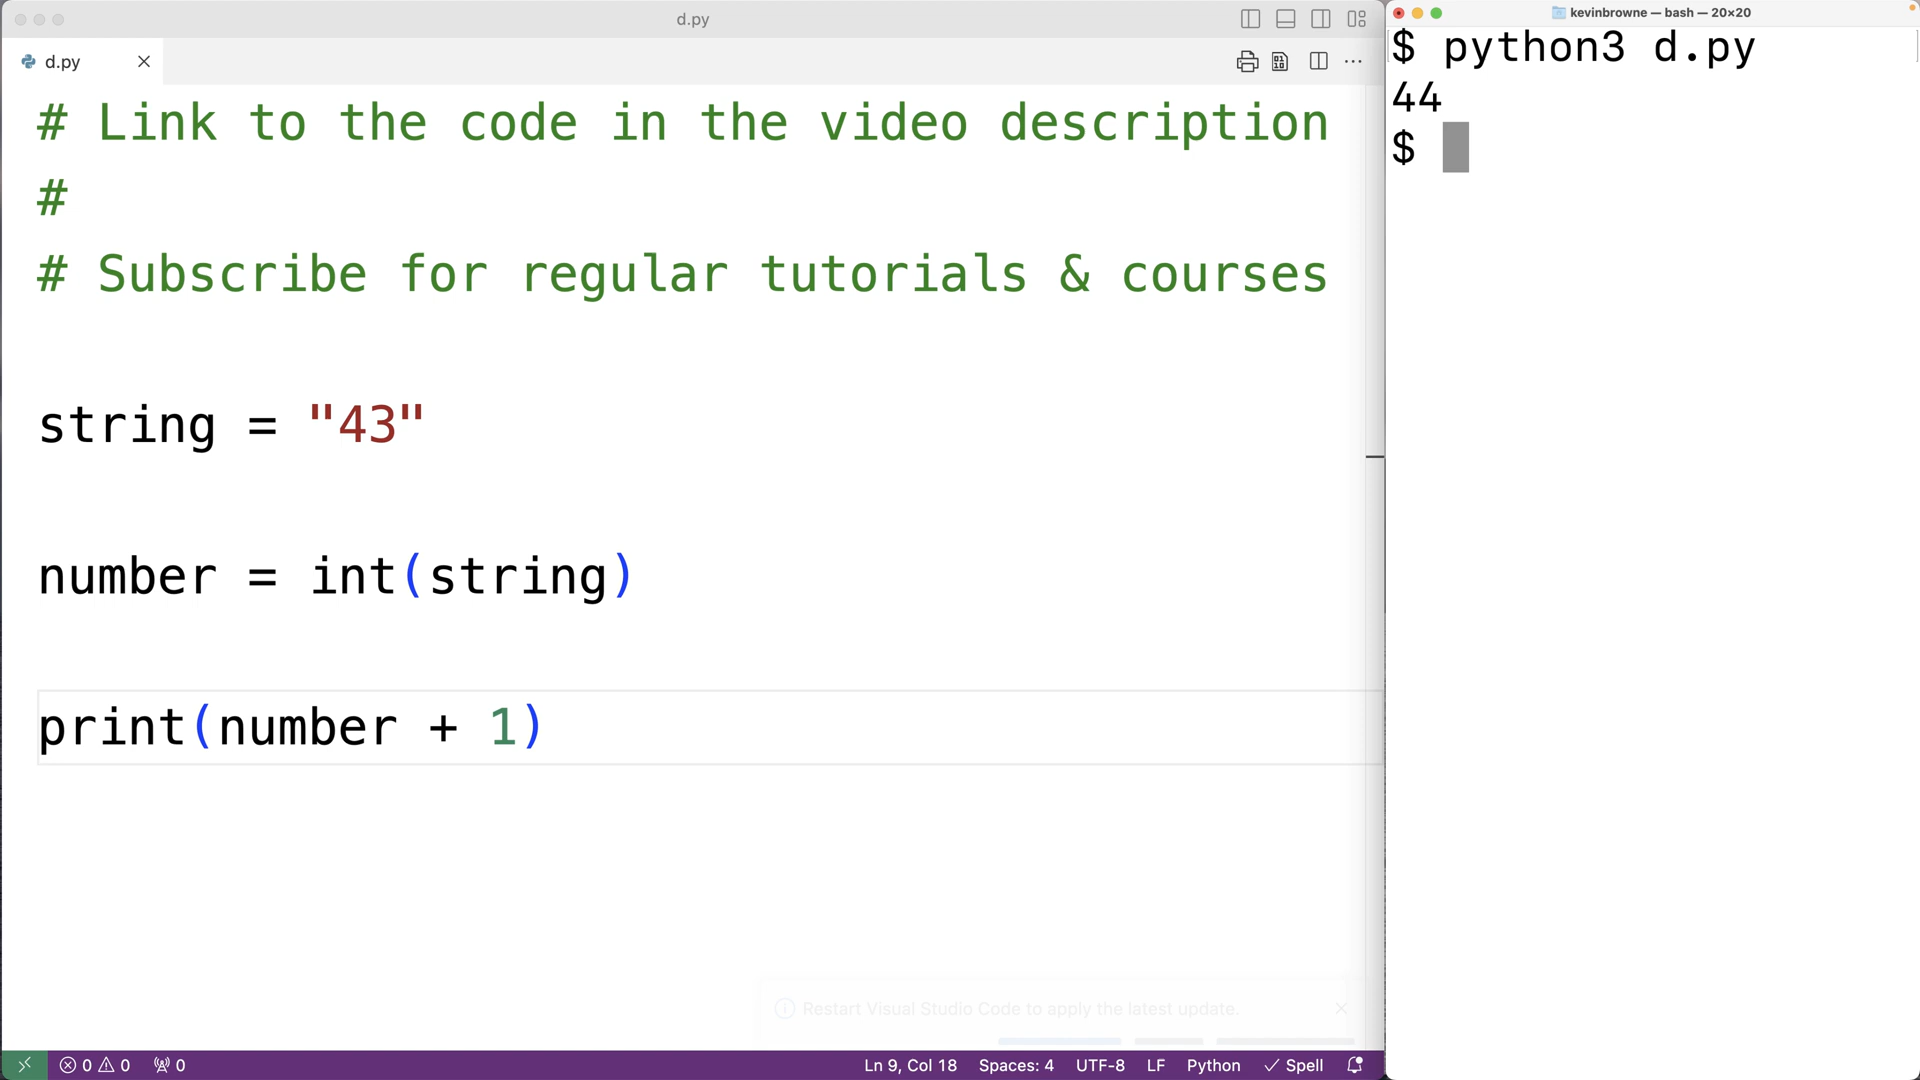 d.py
d.py
# Link to the code in the video description
#
# Subscribe for regular tutorials & courses
string = "43"
number = int(string)
print(number + 1)
Restart Visual Studio Code to apply the latest update.
0 0 0
Ln 9, Col 18 Spaces: 4 UTF-8 LF Python Spell
kevinbrowne — bash — 20×20
$ python3 d.py
44
$